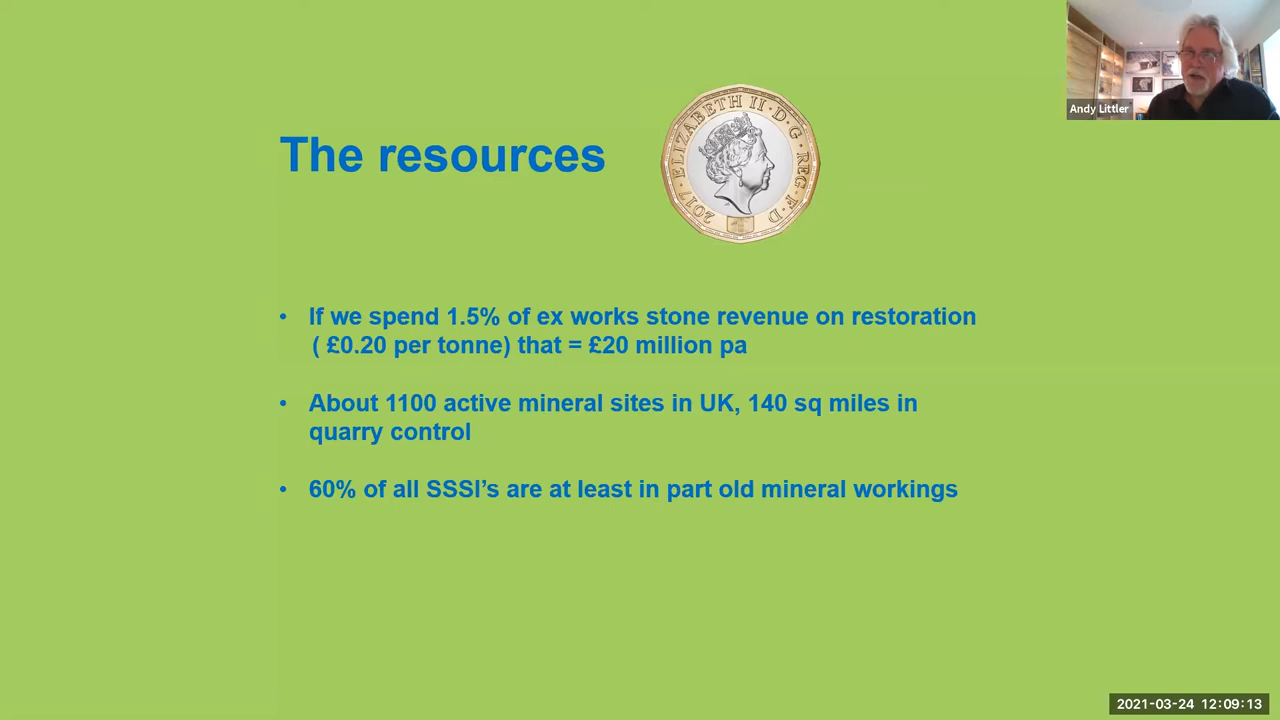 Andy Littler
The resources
ELIZABETH II · D · G · REG · F · D · 2017
• If we spend 1.5% of ex works stone revenue on restoration
( £0.20 per tonne) that = £20 million pa
• About 1100 active mineral sites in UK, 140 sq miles in
quarry control
• 60% of all SSSI’s are at least in part old mineral workings
2021-03-24 12:09:13